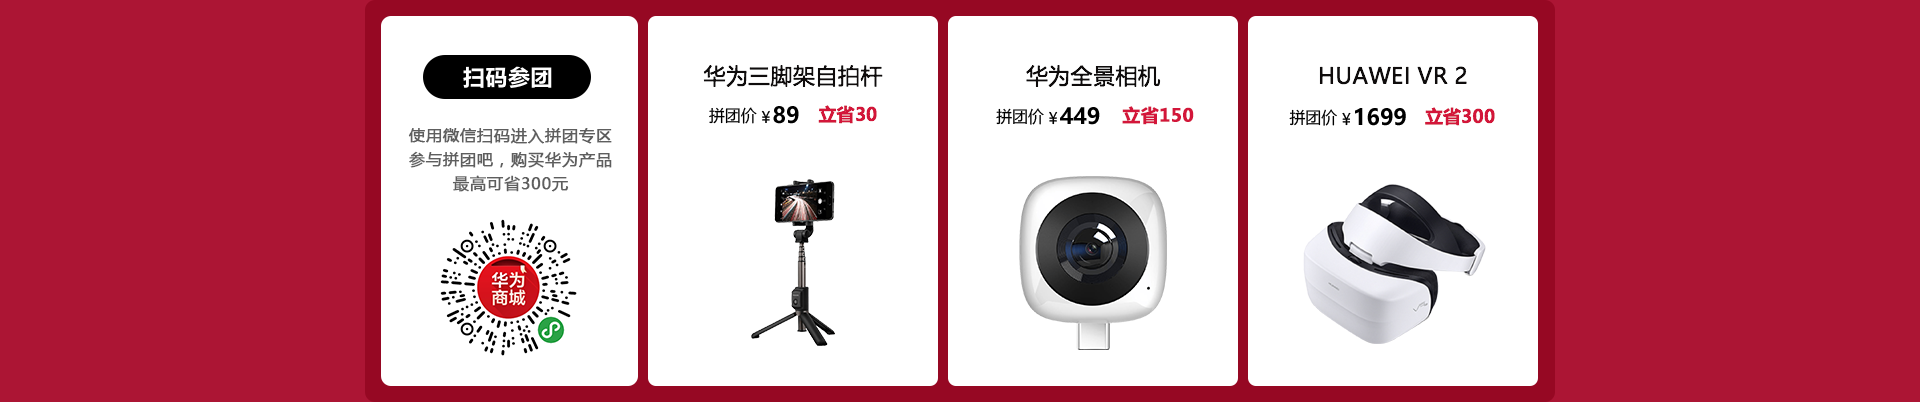 扫码参团
使用微信扫码进入拼团专区
参与拼团吧，购买华为产品
最高可省300元
华为
商城
华为三脚架自拍杆
拼团价 ¥89 立省30
华为全景相机
拼团价 ¥449 立省150
HUAWEI VR 2
拼团价 ¥1699 立省300